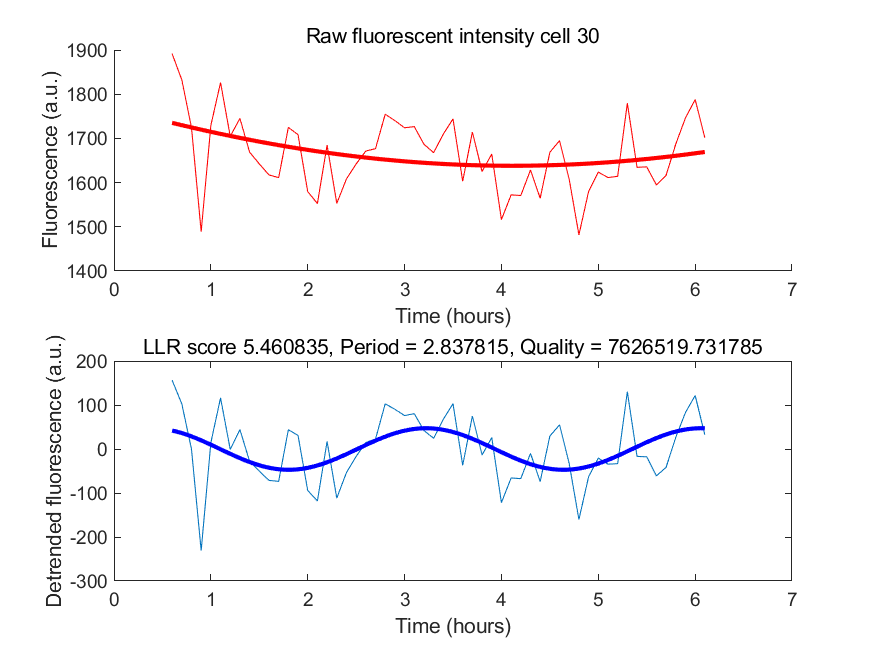 Raw fluorescent intensity cell 30
Fluorescence (a.u.)
1900
1800
1700
1600
1500
1400
0 1 2 3 4 5 6 7
Time (hours)
LLR score 5.460835, Period = 2.837815, Quality = 7626519.731785
Detrended fluorescence (a.u.)
200
100
0
-100
-200
-300
0 1 2 3 4 5 6 7
Time (hours)